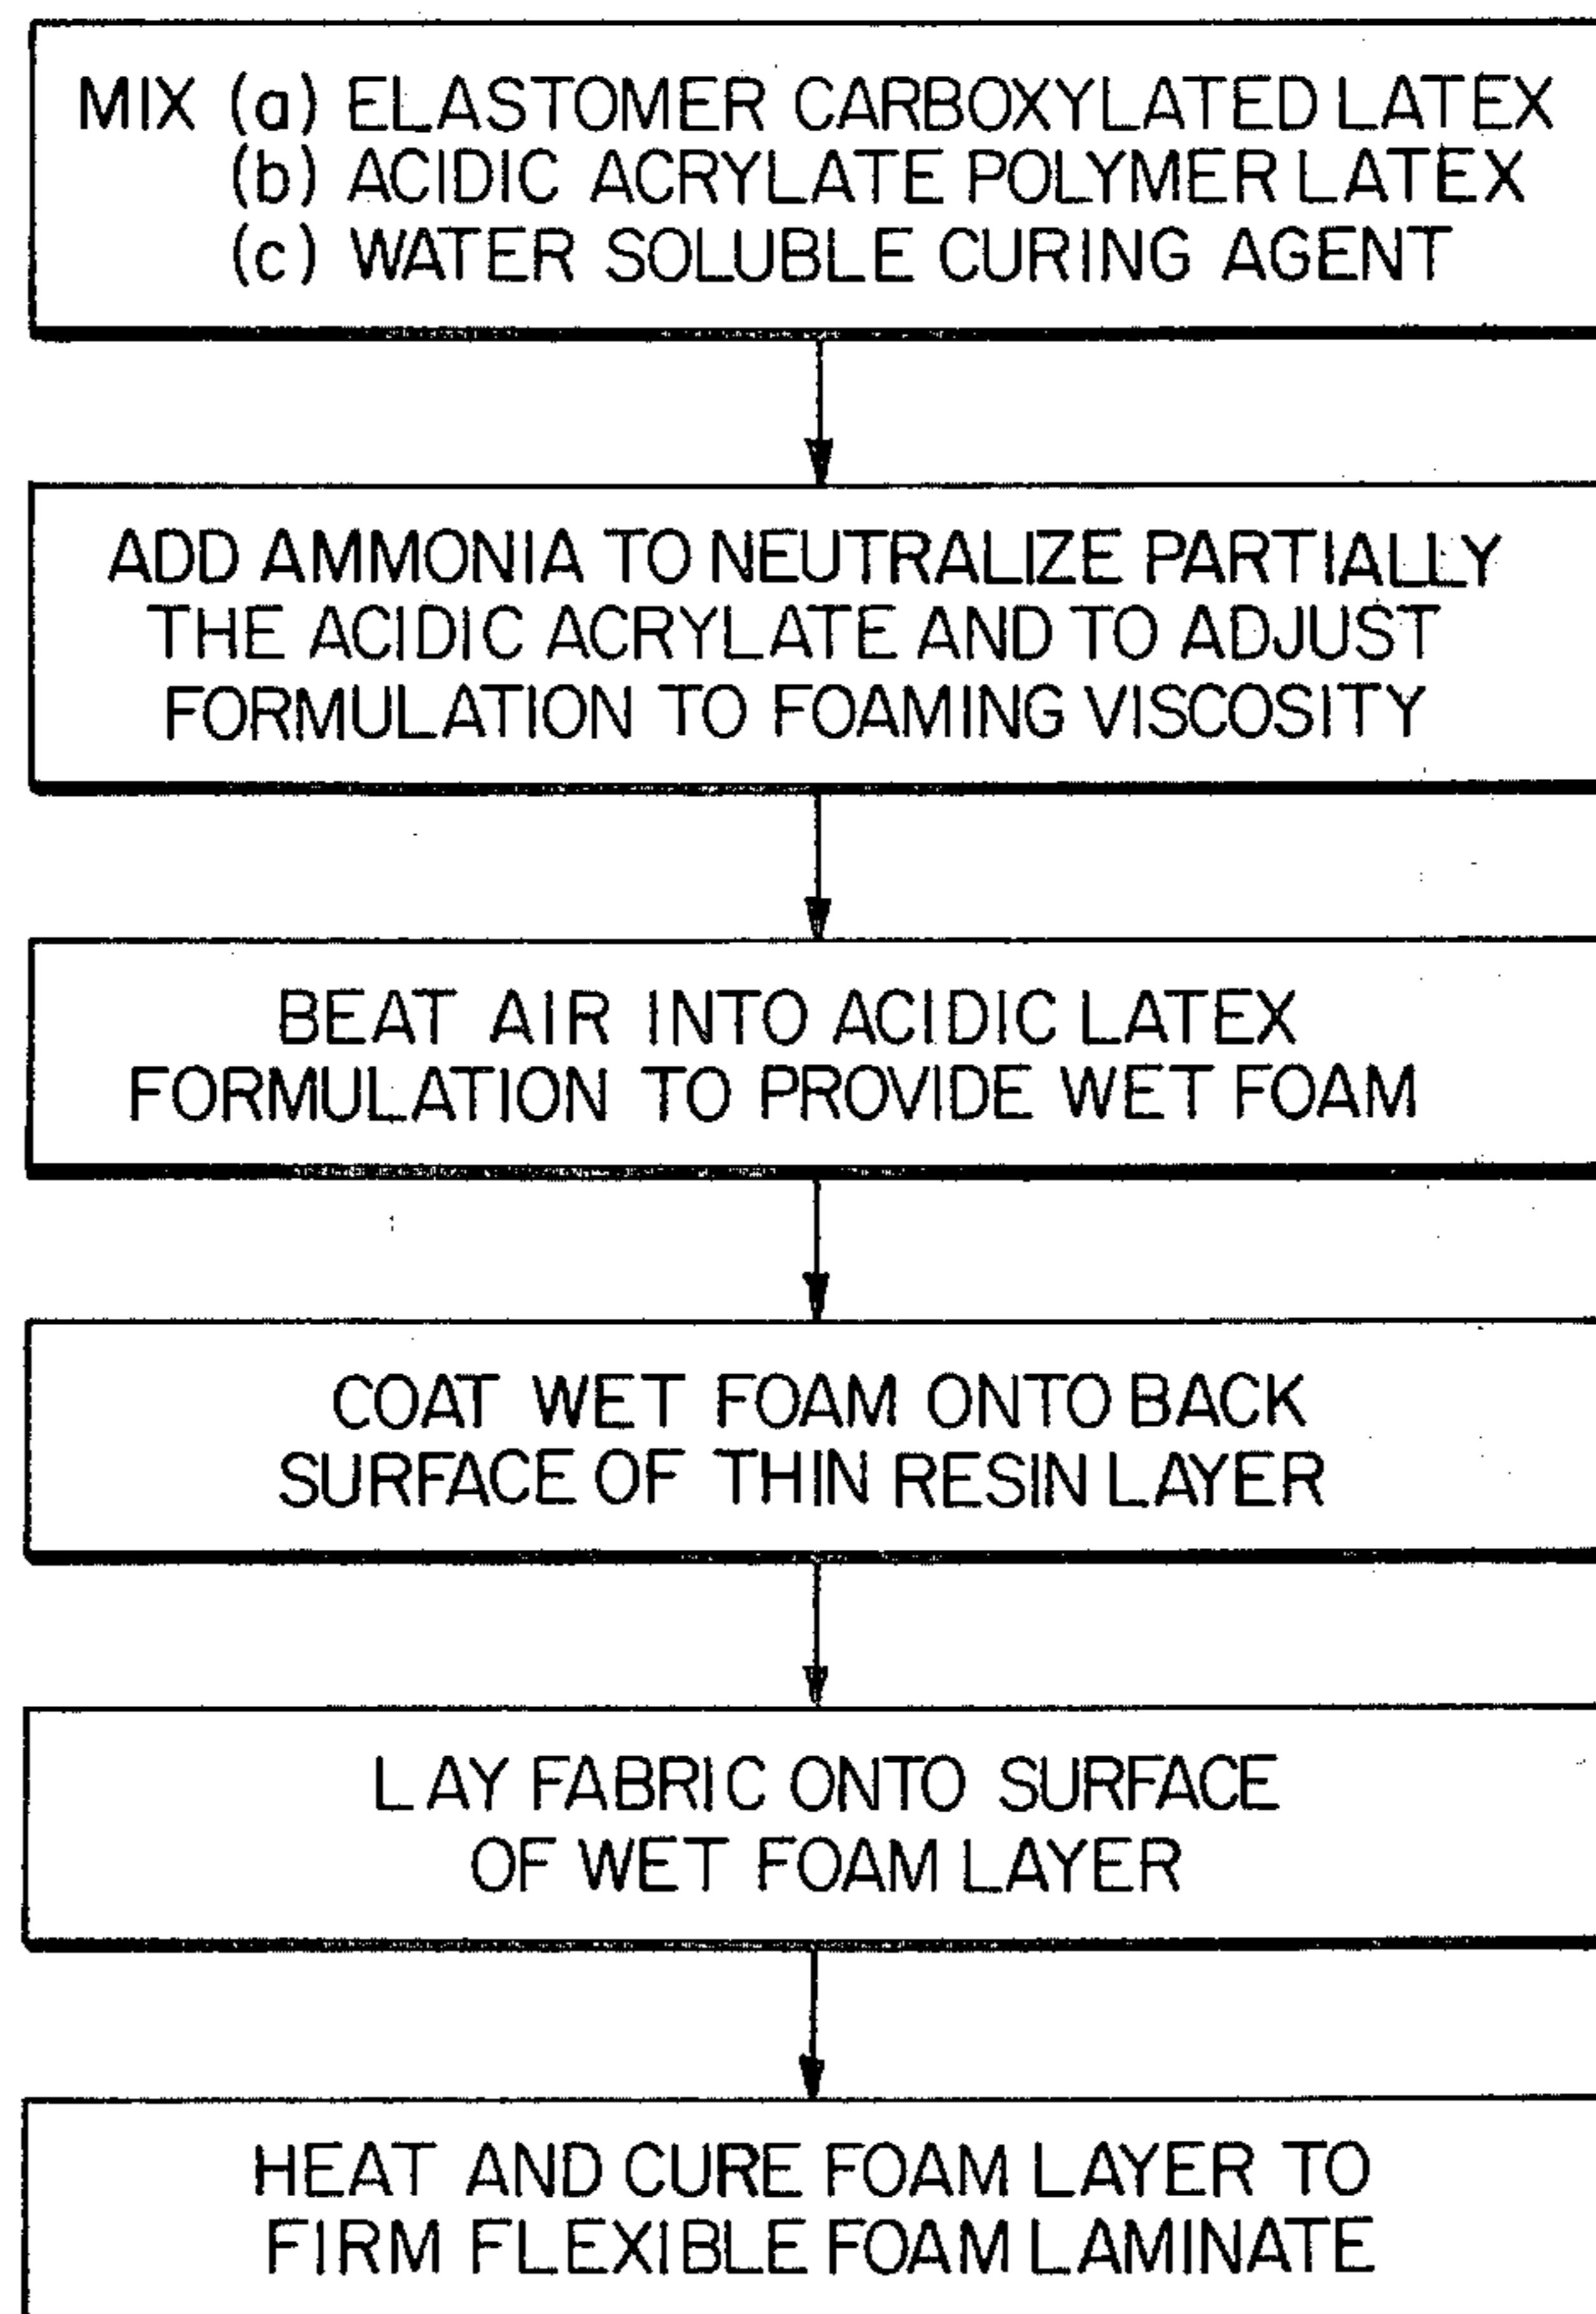 MIX (a) ELASTOMER CARBOXYLATED LATEX
(b) ACIDIC ACRYLATE POLYMER LATEX
(c) WATER SOLUBLE CURING AGENT
ADD AMMONIA TO NEUTRALIZE PARTIALLY
THE ACIDIC ACRYLATE AND TO ADJUST
FORMULATION TO FOAMING VISCOSITY
BEAT AIR INTO ACIDIC LATEX
FORMULATION TO PROVIDE WET FOAM
COAT WET FOAM ONTO BACK
SURFACE OF THIN RESIN LAYER
LAY FABRIC ONTO SURFACE
OF WET FOAM LAYER
HEAT AND CURE FOAM LAYER TO
FIRM FLEXIBLE FOAM LAMINATE